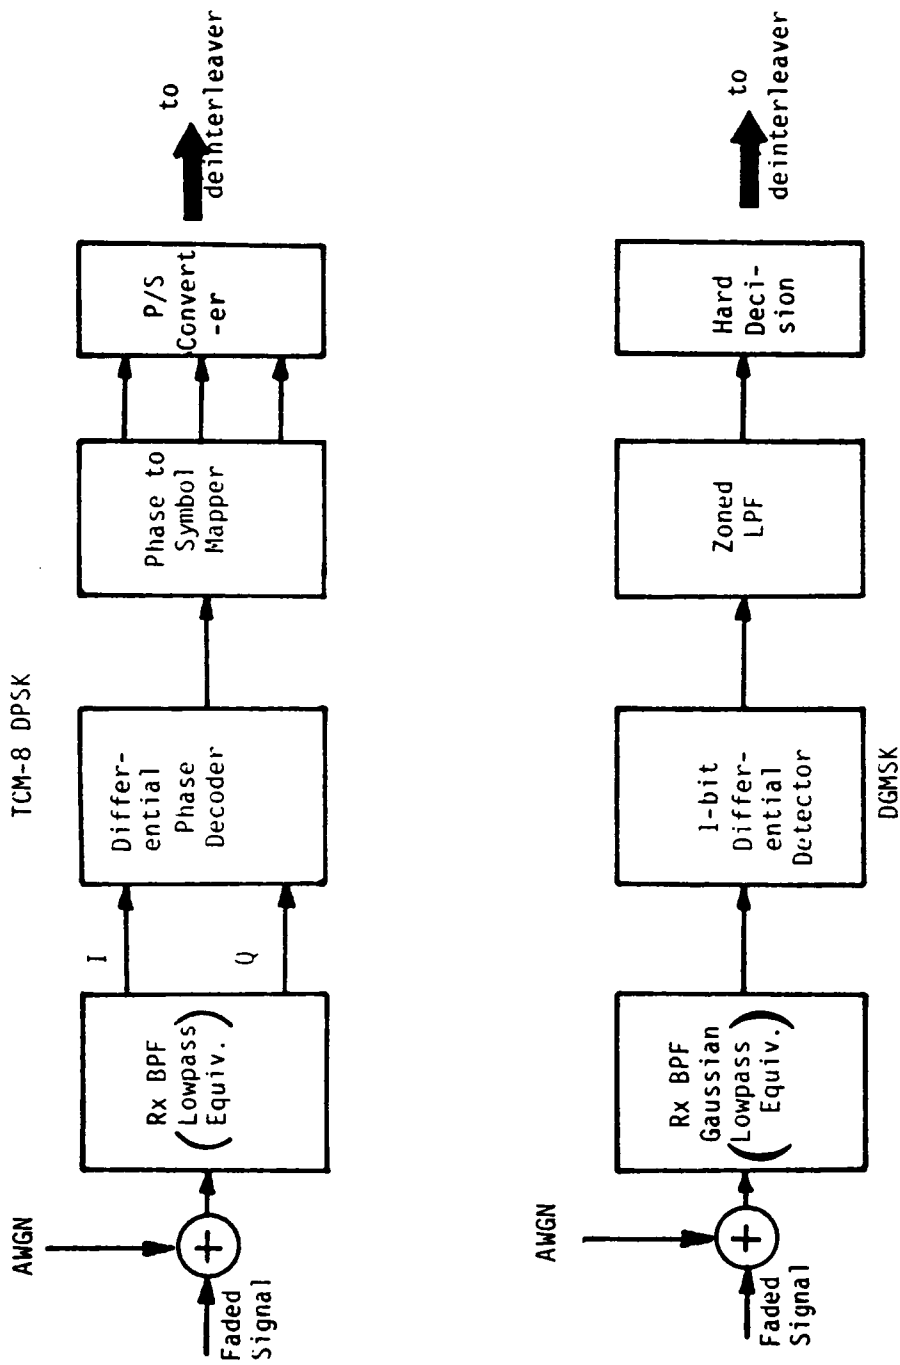 TCM-8 DPSK
AWGN
Faded
Signal
Rx BPF
(Lowpass)
(Equiv.)
I
Q
Differ-
ential
Phase
Decoder
Phase to
Symbol
Mapper
P/S
Convert
-er
to
deinterleaver
AWGN
Faded
Signal
Rx BPF
Gaussian
(Lowpass)
(Equiv.)
1-bit
Differ-
ential
Detector
Zoned
LPF
Hard
Deci-
sion
to
deinterleaver
DGMSK